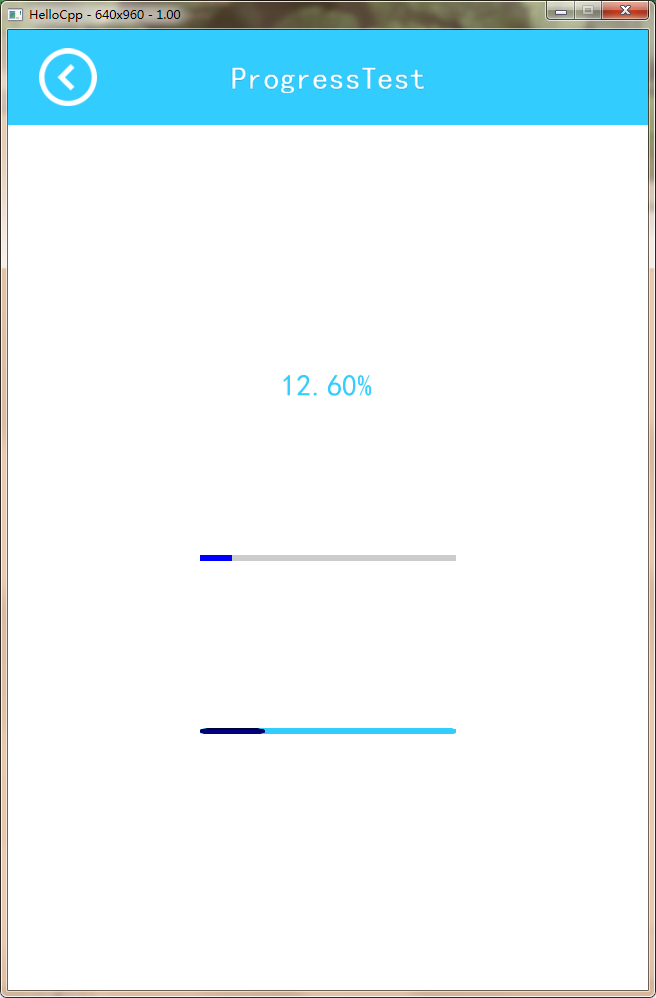 HelloCpp - 640x960 - 1.00
ProgressTest
12.60%